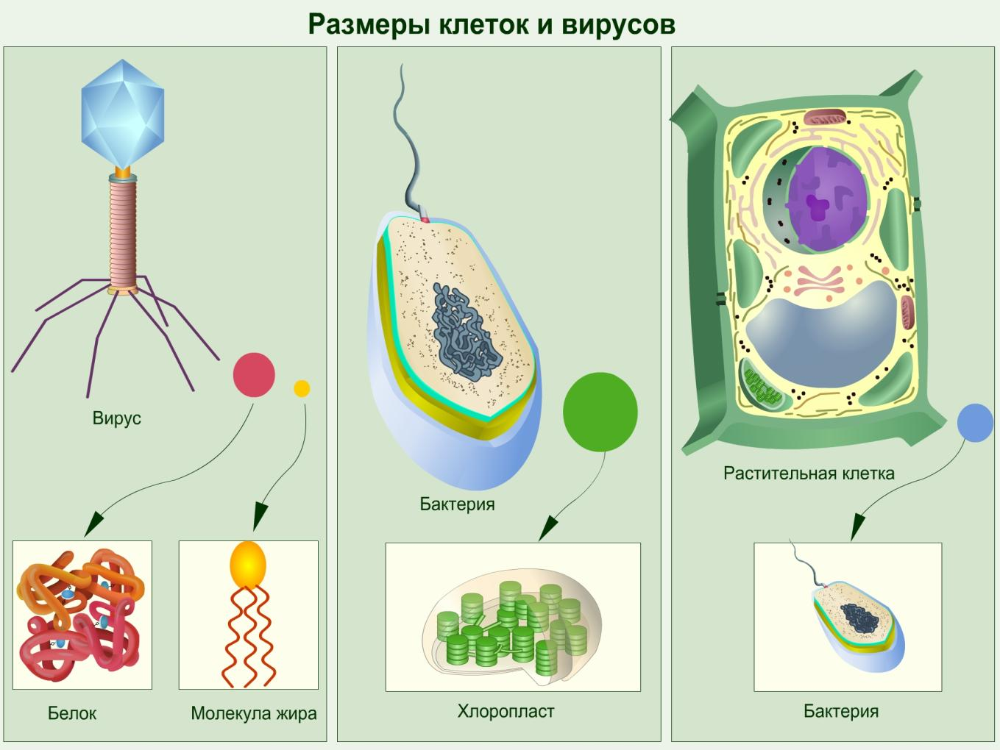 Размеры клеток и вирусов
Вирус
Белок
Молекула жира
Бактерия
Хлоропласт
Растительная клетка
Бактерия